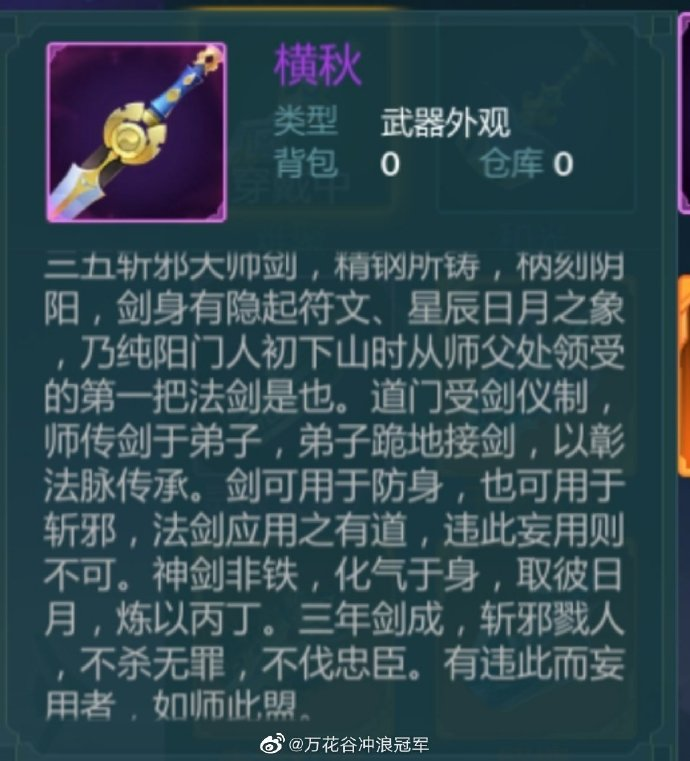 横秋
类型 武器外观
背包 0 仓库 0
三五斩邪大师剑，精钢所铸，柄刻阴
阳，剑身有隐起符文、星辰日月之象
，乃纯阳门人初下山时从师父处领受
的第一把法剑是也。道门受剑仪制，
师传剑于弟子，弟子跪地接剑，以彰
法脉传承。剑可用于防身，也可用于
斩邪，法剑应用之有道，违此妄用则
不可。神剑非铁，化气于身，取彼日
月，炼以丙丁。三年剑成，斩邪戮人
，不杀无罪，不伐忠臣。有违此而妄
用者，如师此盟。
@万花谷冲浪冠军